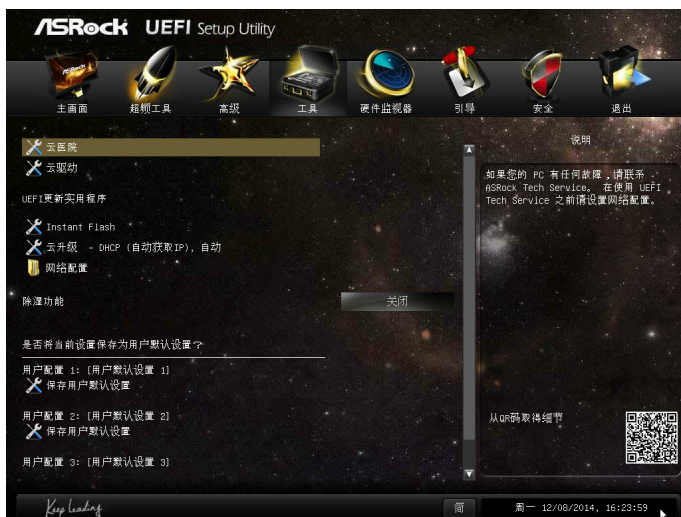 ASRock UEFI Setup Utility
主画面
超频工具
高级
工具
硬件监视器
引导
安全
退出
云医院
云驱动
UEFI更新实用程序
Instant Flash
云升级 - DHCP (自动获取IP), 自动
网络配置
除湿功能
关闭
是否将当前设置保存为用户默认设置?
用户配置 1: [用户默认设置 1]
保存用户默认设置
用户配置 2: [用户默认设置 2]
保存用户默认设置
用户配置 3: [用户默认设置 3]
说明
如果您的 PC 有任何故障,请联系
ASRock Tech Service。 在使用 UEFI
Tech Service 之前请设置网络配置。
从QR码取得细节
Keep Leading
简
周一 12/08/2014, 16:23:59